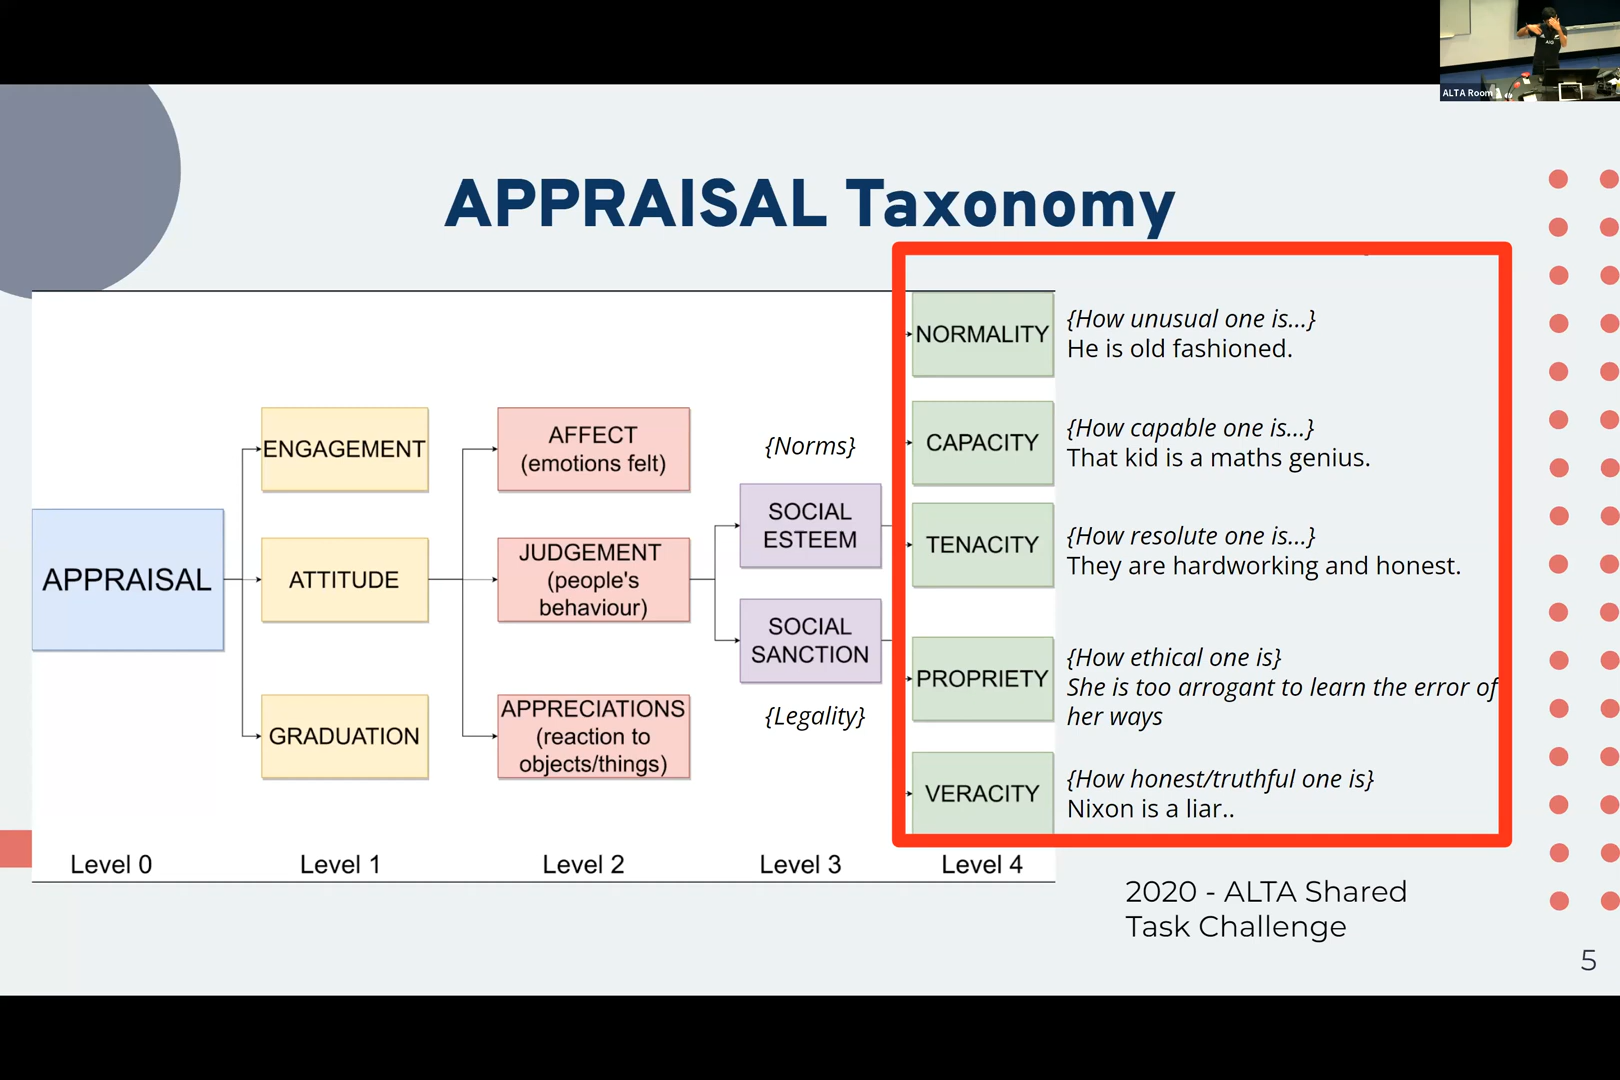 ALTA Room
AIG
APPRAISAL Taxonomy
APPRAISAL
ENGAGEMENT
ATTITUDE
GRADUATION
AFFECT
(emotions felt)
JUDGEMENT
(people's
behaviour)
APPRECIATIONS
(reaction to
objects/things)
{Norms}
SOCIAL
ESTEEM
SOCIAL
SANCTION
{Legality}
NORMALITY
{How unusual one is...}
He is old fashioned.
CAPACITY
{How capable one is...}
That kid is a maths genius.
TENACITY
{How resolute one is...}
They are hardworking and honest.
PROPRIETY
{How ethical one is}
She is too arrogant to learn the error of
her ways
VERACITY
{How honest/truthful one is}
Nixon is a liar..
Level 0
Level 1
Level 2
Level 3
Level 4
2020 - ALTA Shared
Task Challenge
5